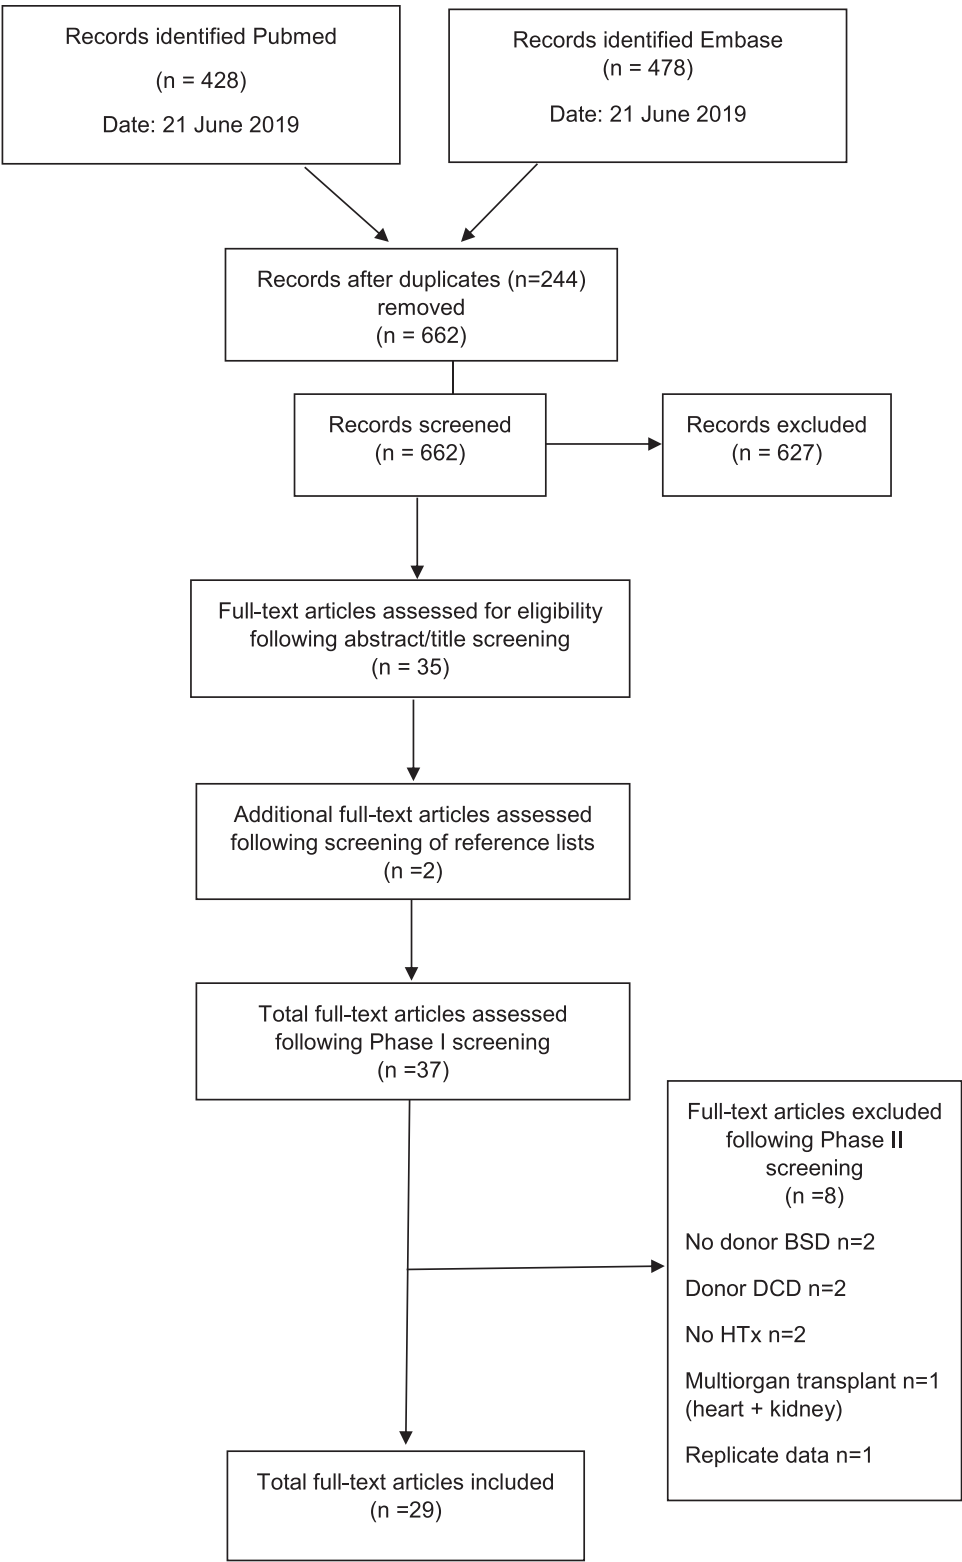 Records identified Pubmed
(n = 428)
Date: 21 June 2019
Records identified Embase
(n = 478)
Date: 21 June 2019
Records after duplicates (n=244)
removed
(n = 662)
Records screened
(n = 662)
Records excluded
(n = 627)
Full-text articles assessed for eligibility
following abstract/title screening
(n = 35)
Additional full-text articles assessed
following screening of reference lists
(n =2)
Total full-text articles assessed
following Phase I screening
(n =37)
Full-text articles excluded
following Phase II
screening
(n =8)
No donor BSD n=2
Donor DCD n=2
No HTx n=2
Multiorgan transplant n=1
(heart + kidney)
Replicate data n=1
Total full-text articles included
(n =29)